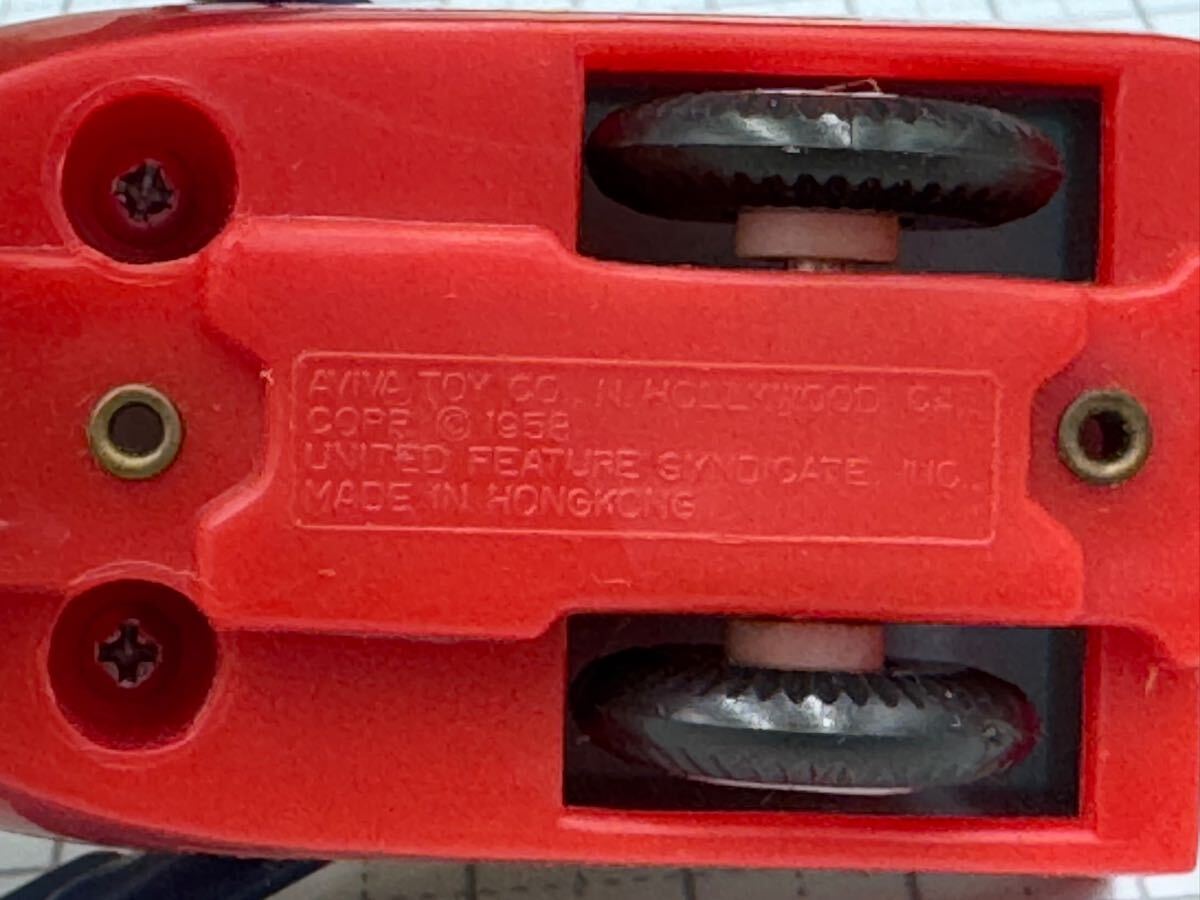 AVIVA TOY CO. N. HOLLYWOOD CA.
COPR © 1958
UNITED FEATURE SYNDICATE, INC.
MADE IN HONGKONG